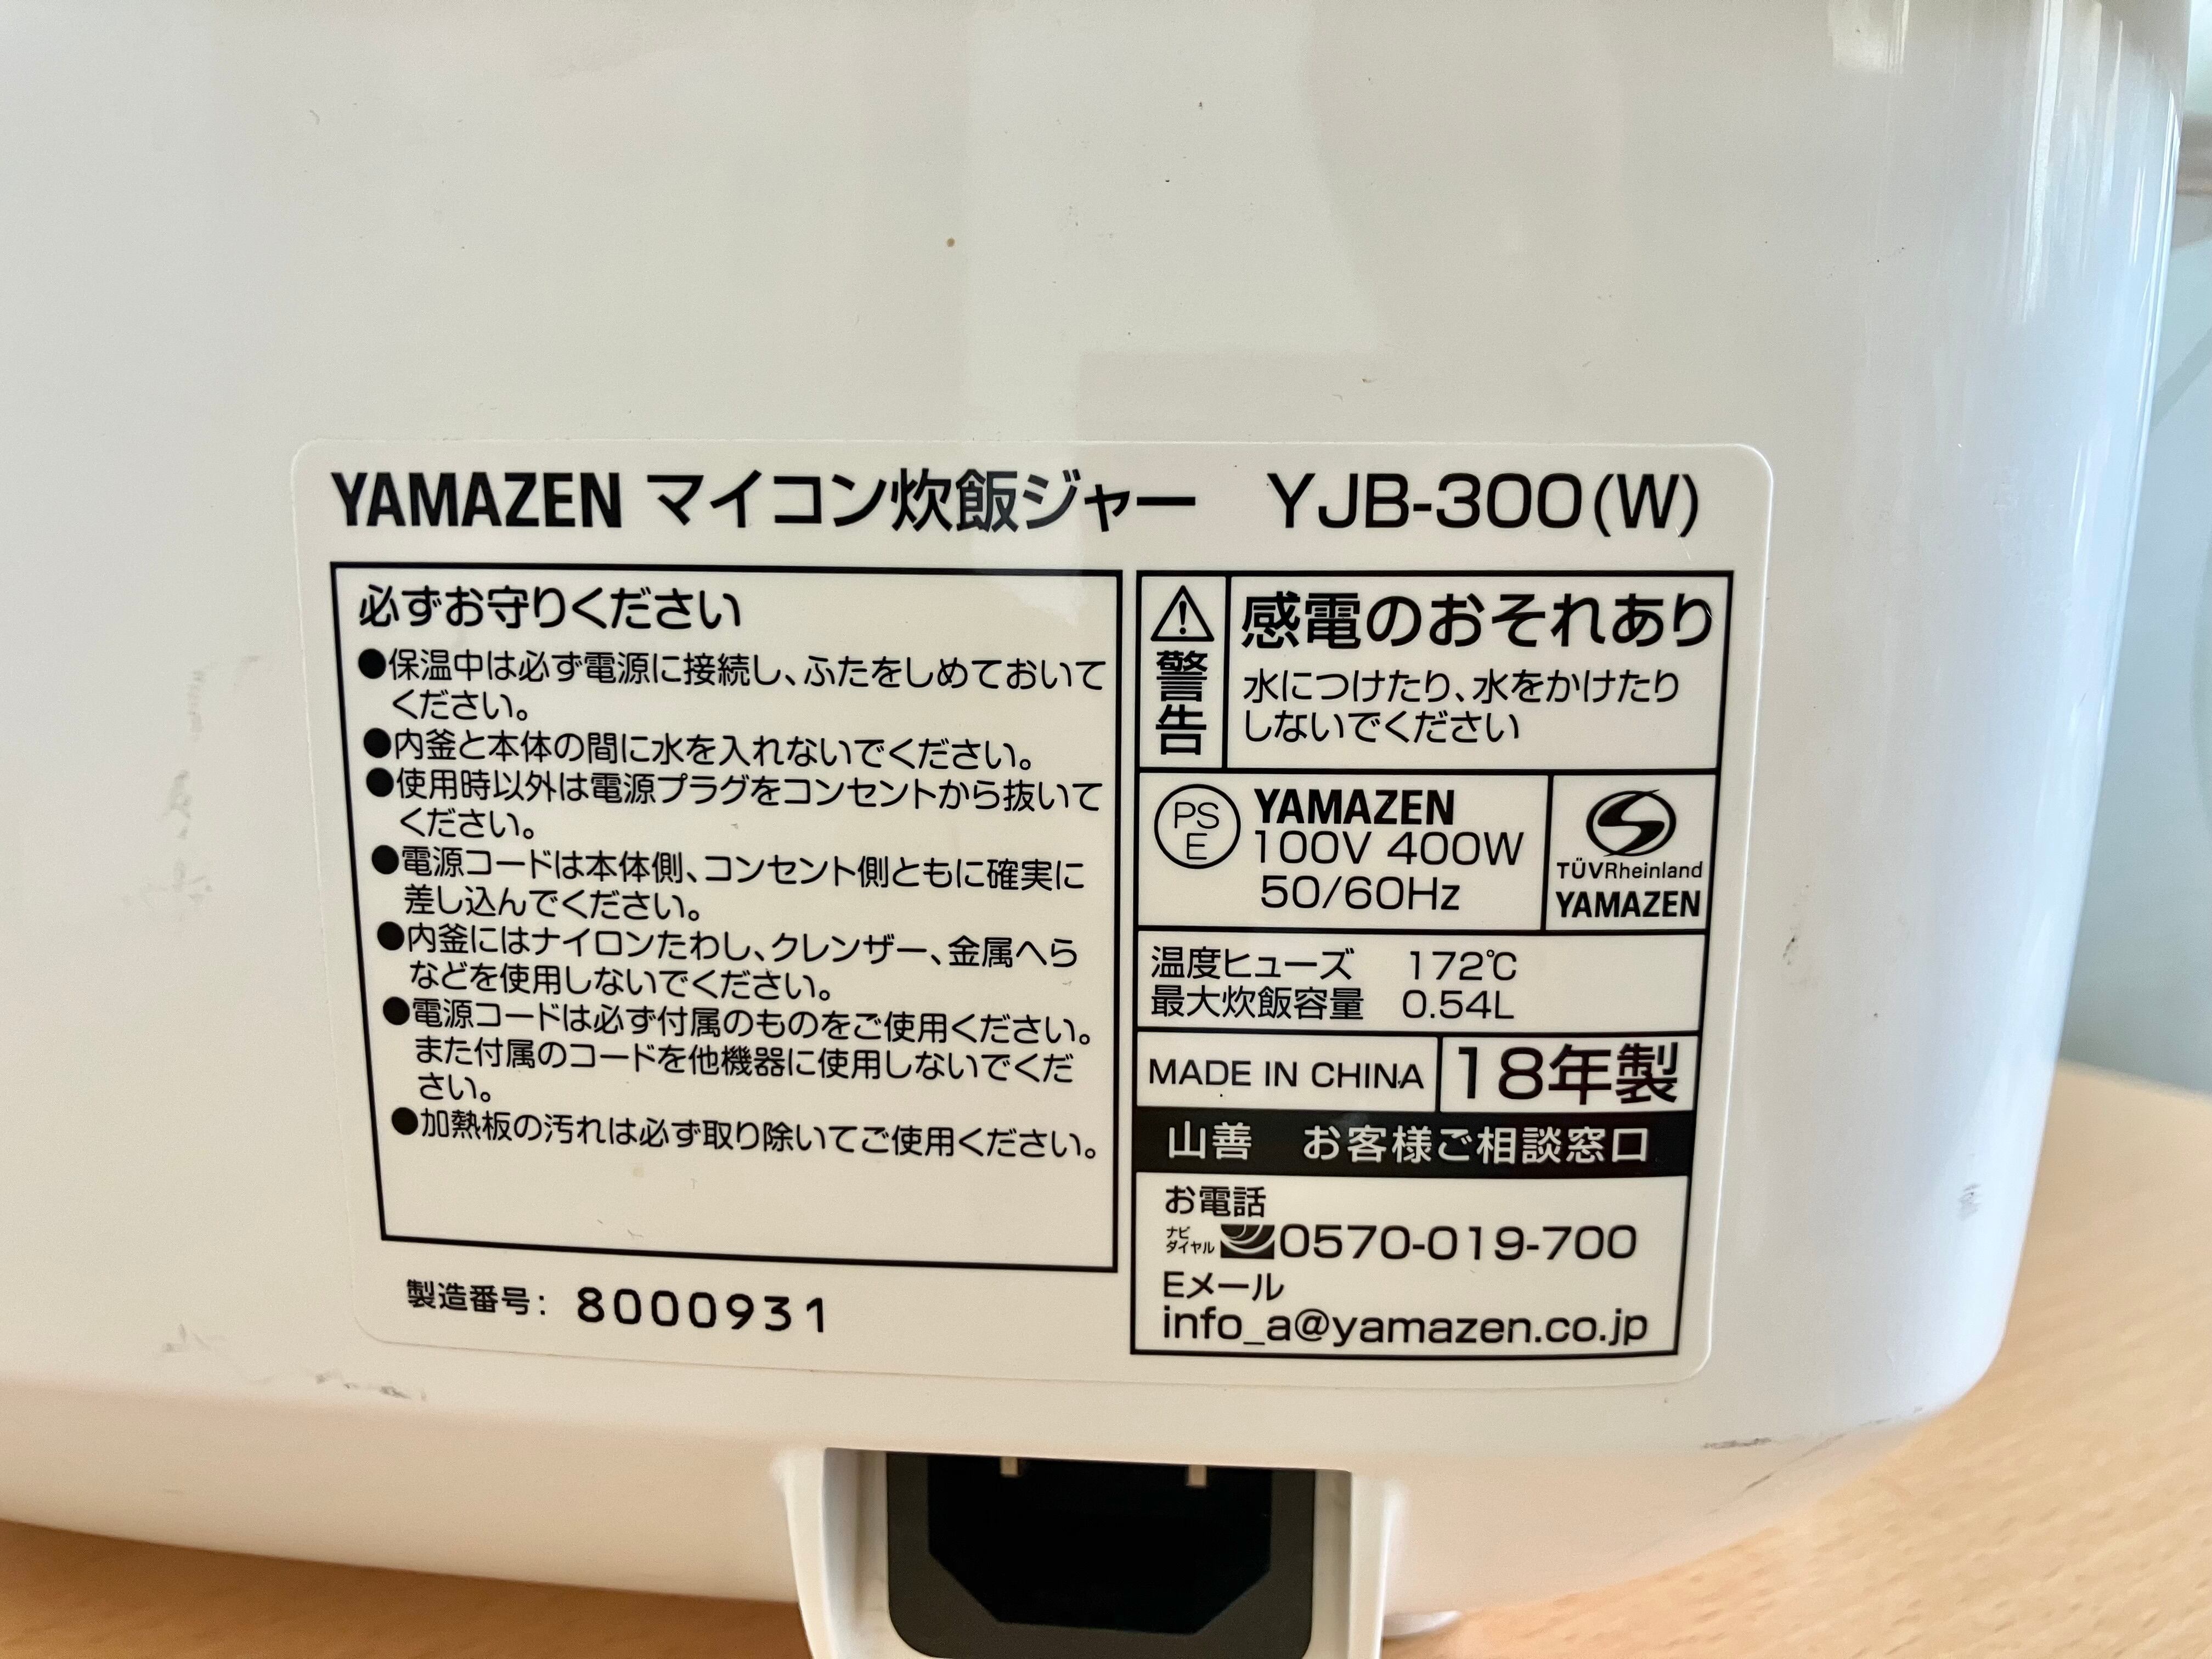 YAMAZEN マイコン炊飯ジャー YJB-300(W)
必ずお守りください
●保温中は必ず電源に接続し、ふたをしめておいて
ください。
●内釜と本体の間に水を入れないでください。
●使用時以外は電源プラグをコンセントから抜いて
ください。
●電源コードは本体側、コンセント側ともに確実に
差し込んでください。
●内釜にはナイロンたわし、クレンザー、金属へら
などを使用しないでください。
●電源コードは必ず付属のものをご使用ください。
また付属のコードを他機器に使用しないでくだ
さい。
●加熱板の汚れは必ず取り除いてご使用ください。
製造番号: 8000931
警告
感電のおそれあり
水につけたり、水をかけたり
しないでください
PS
E
YAMAZEN
100V 400W
50/60Hz
TÜVRheinland
YAMAZEN
温度ヒューズ 172℃
最大炊飯容量 0.54L
MADE IN CHINA
18年製
山善 お客様ご相談窓口
お電話
ナビ
ダイヤル
0570-019-700
Eメール
info_a@yamazen.co.jp